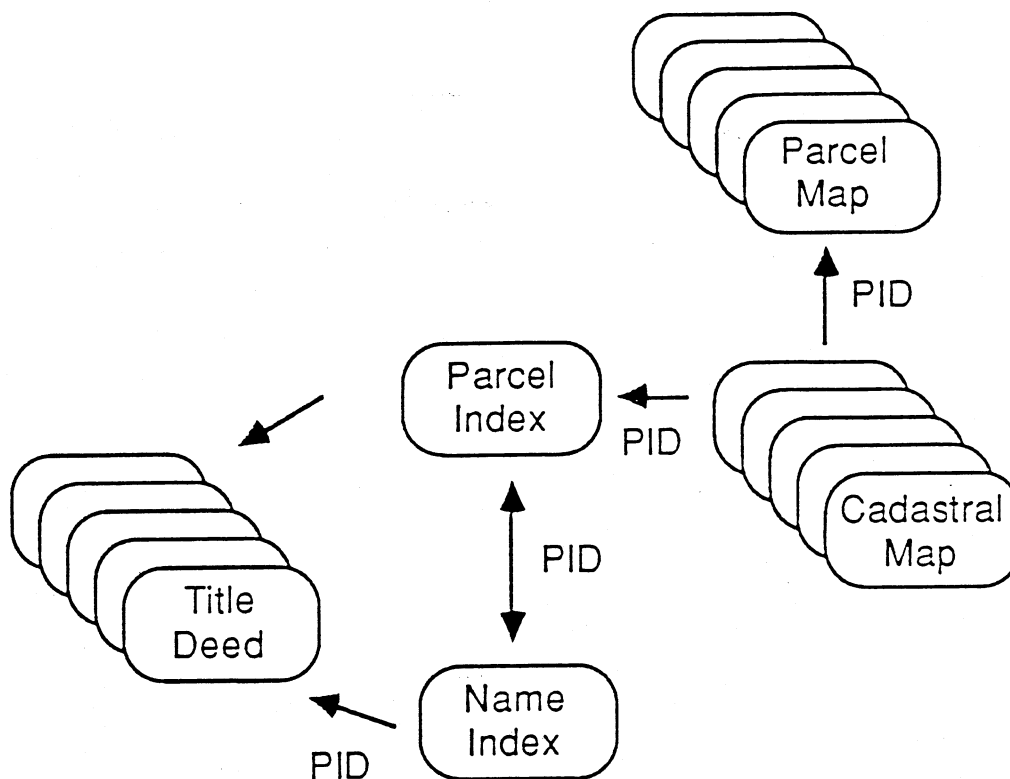 Parcel
Map
PID
Parcel
Index
PID
Cadastral
Map
PID
Title
Deed
Name
Index
PID